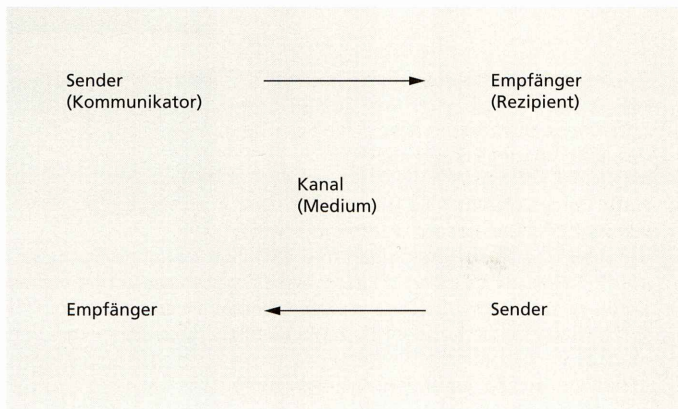 Sender
(Kommunikator)
Empfänger
(Rezipient)
Kanal
(Medium)
Empfänger
Sender